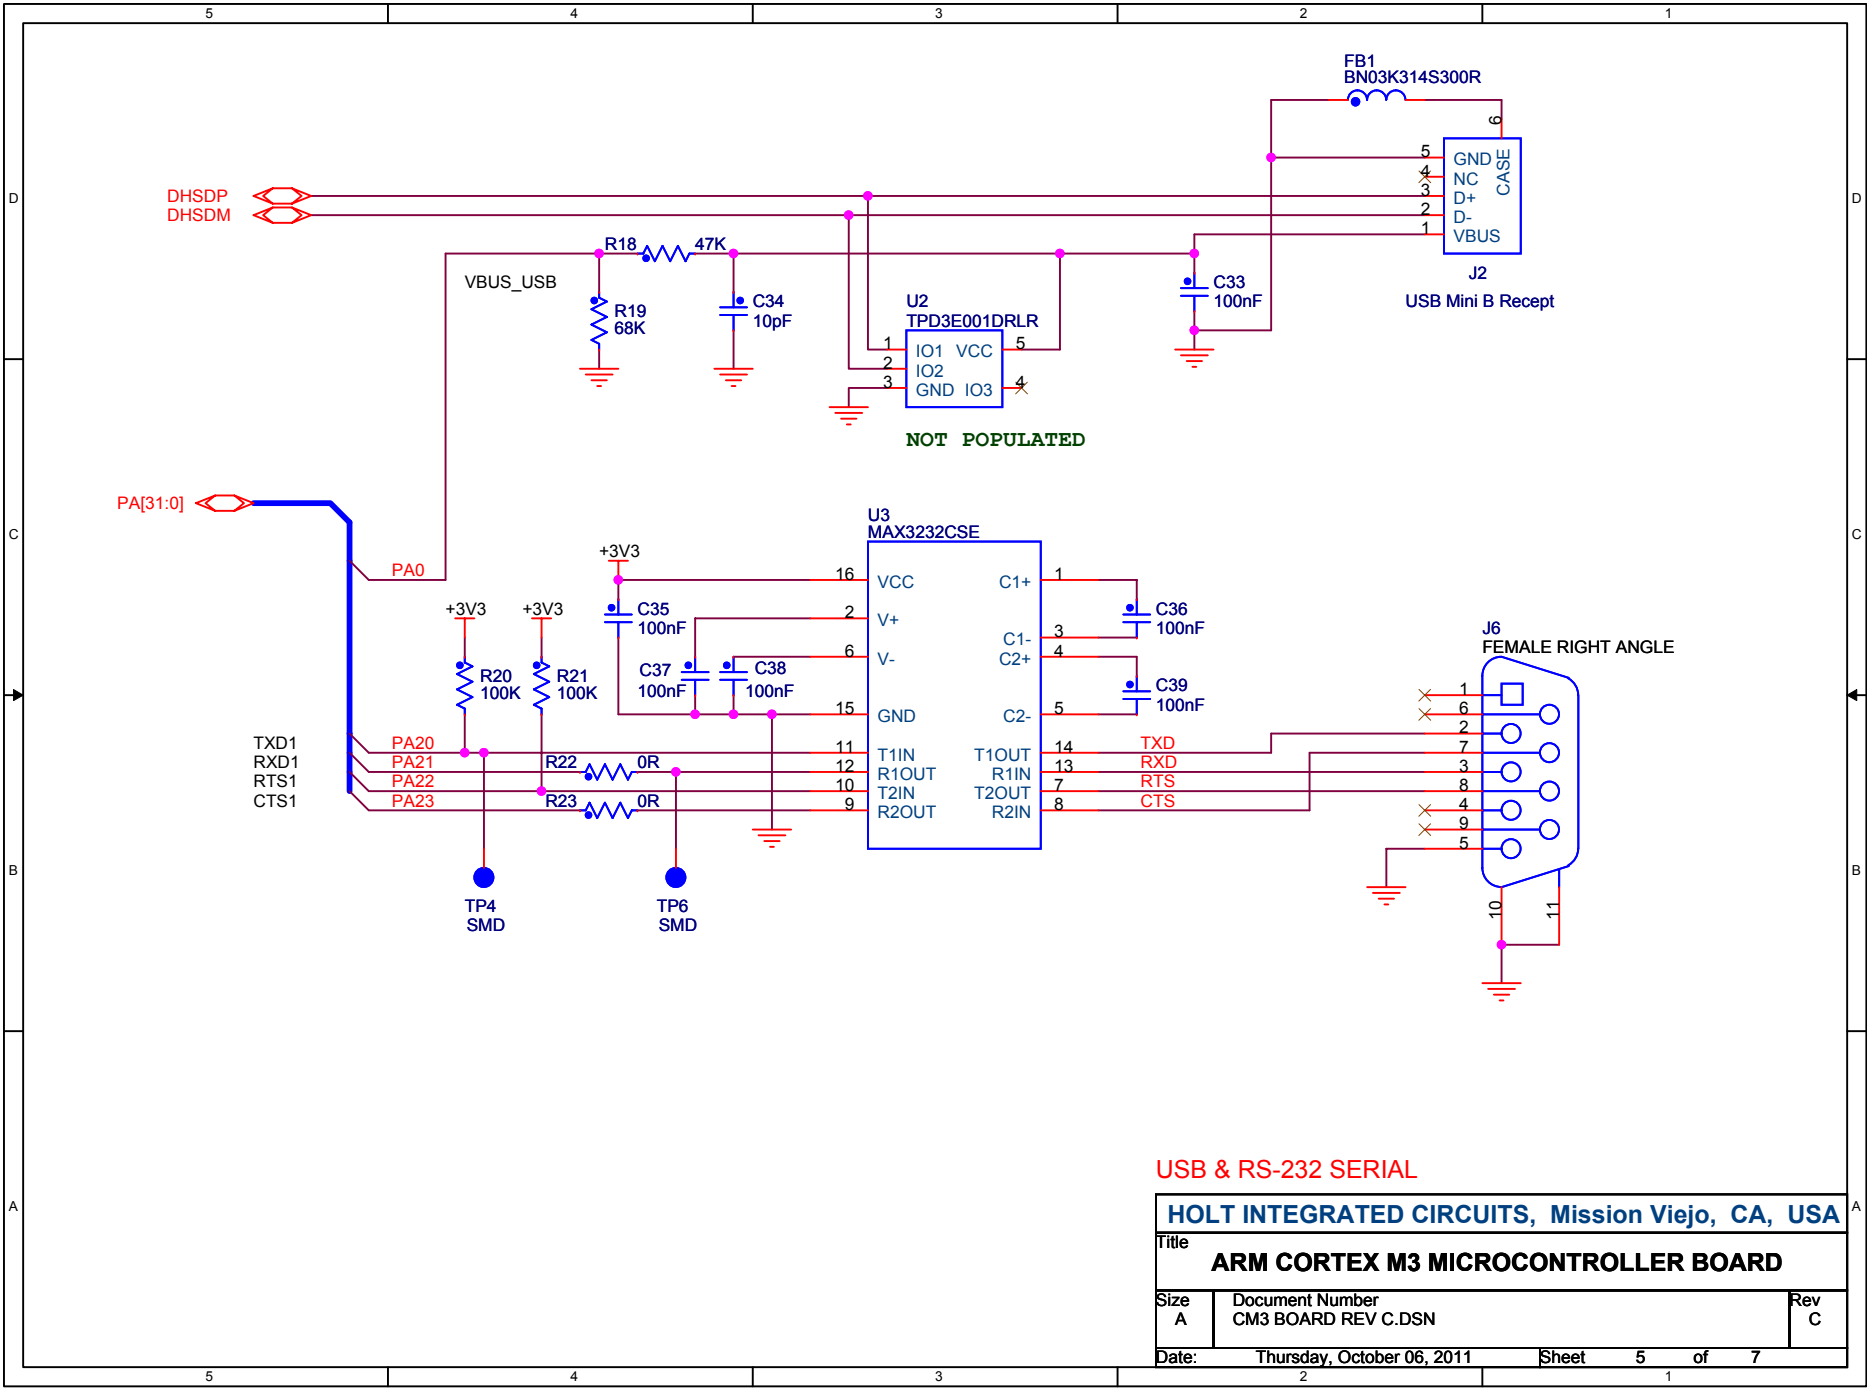 5 4 3 2 1
FB1
BN03K314S300R
6
5 GND CASE
4 NC
3 D+
2 D-
1 VBUS
J2
USB Mini B Recept
D D
DHSDP
DHSDM
R18 47K
VBUS_USB
R19
68K
C34
10pF
C33
100nF
U2
TPD3E001DRLR
1 IO1 VCC 5
2 IO2
3 GND IO3 4
NOT POPULATED
PA[31:0]
C C
PA0
U3
MAX3232CSE
+3V3
+3V3
+3V3
16 VCC C1+ 1
2 V+
C1- 3
6 V- C2+ 4
15 GND C2- 5
11 T1IN T1OUT 14
12 R1OUT R1IN 13
10 T2IN T2OUT 7
9 R2OUT R2IN 8
C35
100nF
C36
100nF
C37
100nF
C38
100nF
C39
100nF
R20
100K
R21
100K
TXD1 PA20
RXD1 PA21 R22 0R
RTS1 PA22
CTS1 PA23 R23 0R
TXD
RXD
RTS
CTS
TP4
SMD
TP6
SMD
J6
FEMALE RIGHT ANGLE
1
6
2
7
3
8
4
9
5
10 11
B B
A A
USB & RS-232 SERIAL
HOLT INTEGRATED CIRCUITS, Mission Viejo, CA, USA
Title
ARM CORTEX M3 MICROCONTROLLER BOARD
Size Document Number Rev
A CM3 BOARD REV C.DSN C
Date: Thursday, October 06, 2011 Sheet 5 of 7
5 4 3 2 1